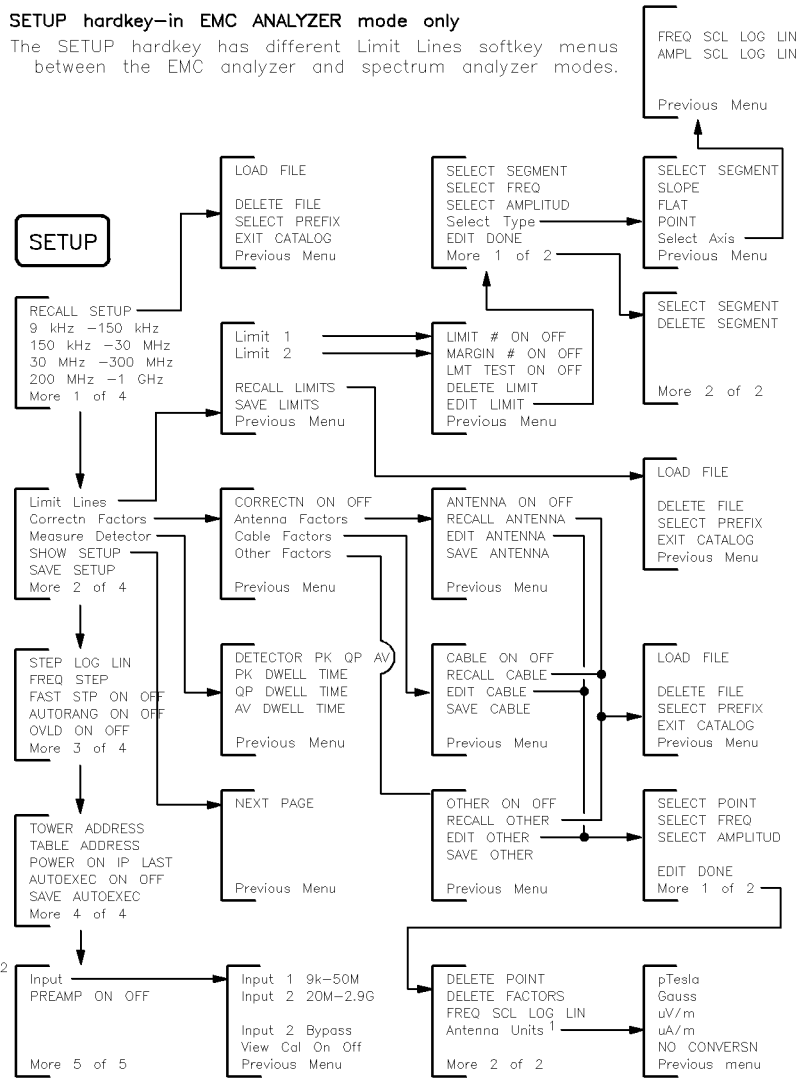 SETUP hardkey-in EMC ANALYZER mode only
The SETUP hardkey has different Limit Lines softkey menus
between the EMC analyzer and spectrum analyzer modes.
FREQ SCL LOG LIN
AMPL SCL LOG LIN
Previous Menu
SETUP
LOAD FILE
DELETE FILE
SELECT PREFIX
EXIT CATALOG
Previous Menu
SELECT SEGMENT
SELECT FREQ
SELECT AMPLITUD
Select Type
EDIT DONE
More 1 of 2
SELECT SEGMENT
SLOPE
FLAT
POINT
Select Axis
Previous Menu
RECALL SETUP
9 kHz -150 kHz
150 kHz -30 MHz
30 MHz -300 MHz
200 MHz -1 GHz
More 1 of 4
Limit 1
Limit 2
RECALL LIMITS
SAVE LIMITS
Previous Menu
LIMIT # ON OFF
MARGIN # ON OFF
LMT TEST ON OFF
DELETE LIMIT
EDIT LIMIT
Previous Menu
SELECT SEGMENT
DELETE SEGMENT
More 2 of 2
Limit Lines
Correctn Factors
Measure Detector
SHOW SETUP
SAVE SETUP
More 2 of 4
CORRECTN ON OFF
Antenna Factors
Cable Factors
Other Factors
Previous Menu
ANTENNA ON OFF
RECALL ANTENNA
EDIT ANTENNA
SAVE ANTENNA
Previous Menu
LOAD FILE
DELETE FILE
SELECT PREFIX
EXIT CATALOG
Previous Menu
STEP LOG LIN
FREQ STEP
FAST STP ON OFF
AUTORANG ON OFF
OVLD ON OFF
More 3 of 4
DETECTOR PK QP AV
PK DWELL TIME
QP DWELL TIME
AV DWELL TIME
Previous Menu
CABLE ON OFF
RECALL CABLE
EDIT CABLE
SAVE CABLE
Previous Menu
LOAD FILE
DELETE FILE
SELECT PREFIX
EXIT CATALOG
Previous Menu
TOWER ADDRESS
TABLE ADDRESS
POWER ON IP LAST
AUTOEXEC ON OFF
SAVE AUTOEXEC
More 4 of 4
NEXT PAGE
Previous Menu
OTHER ON OFF
RECALL OTHER
EDIT OTHER
SAVE OTHER
Previous Menu
SELECT POINT
SELECT FREQ
SELECT AMPLITUD
EDIT DONE
More 1 of 2
2
Input
PREAMP ON OFF
More 5 of 5
Input 1 9k-50M
Input 2 20M-2.9G
Input 2 Bypass
View Cal On Off
Previous Menu
DELETE POINT
DELETE FACTORS
FREQ SCL LOG LIN
Antenna Units 1
More 2 of 2
pTesla
Gauss
uV/m
uA/m
NO CONVERSN
Previous menu